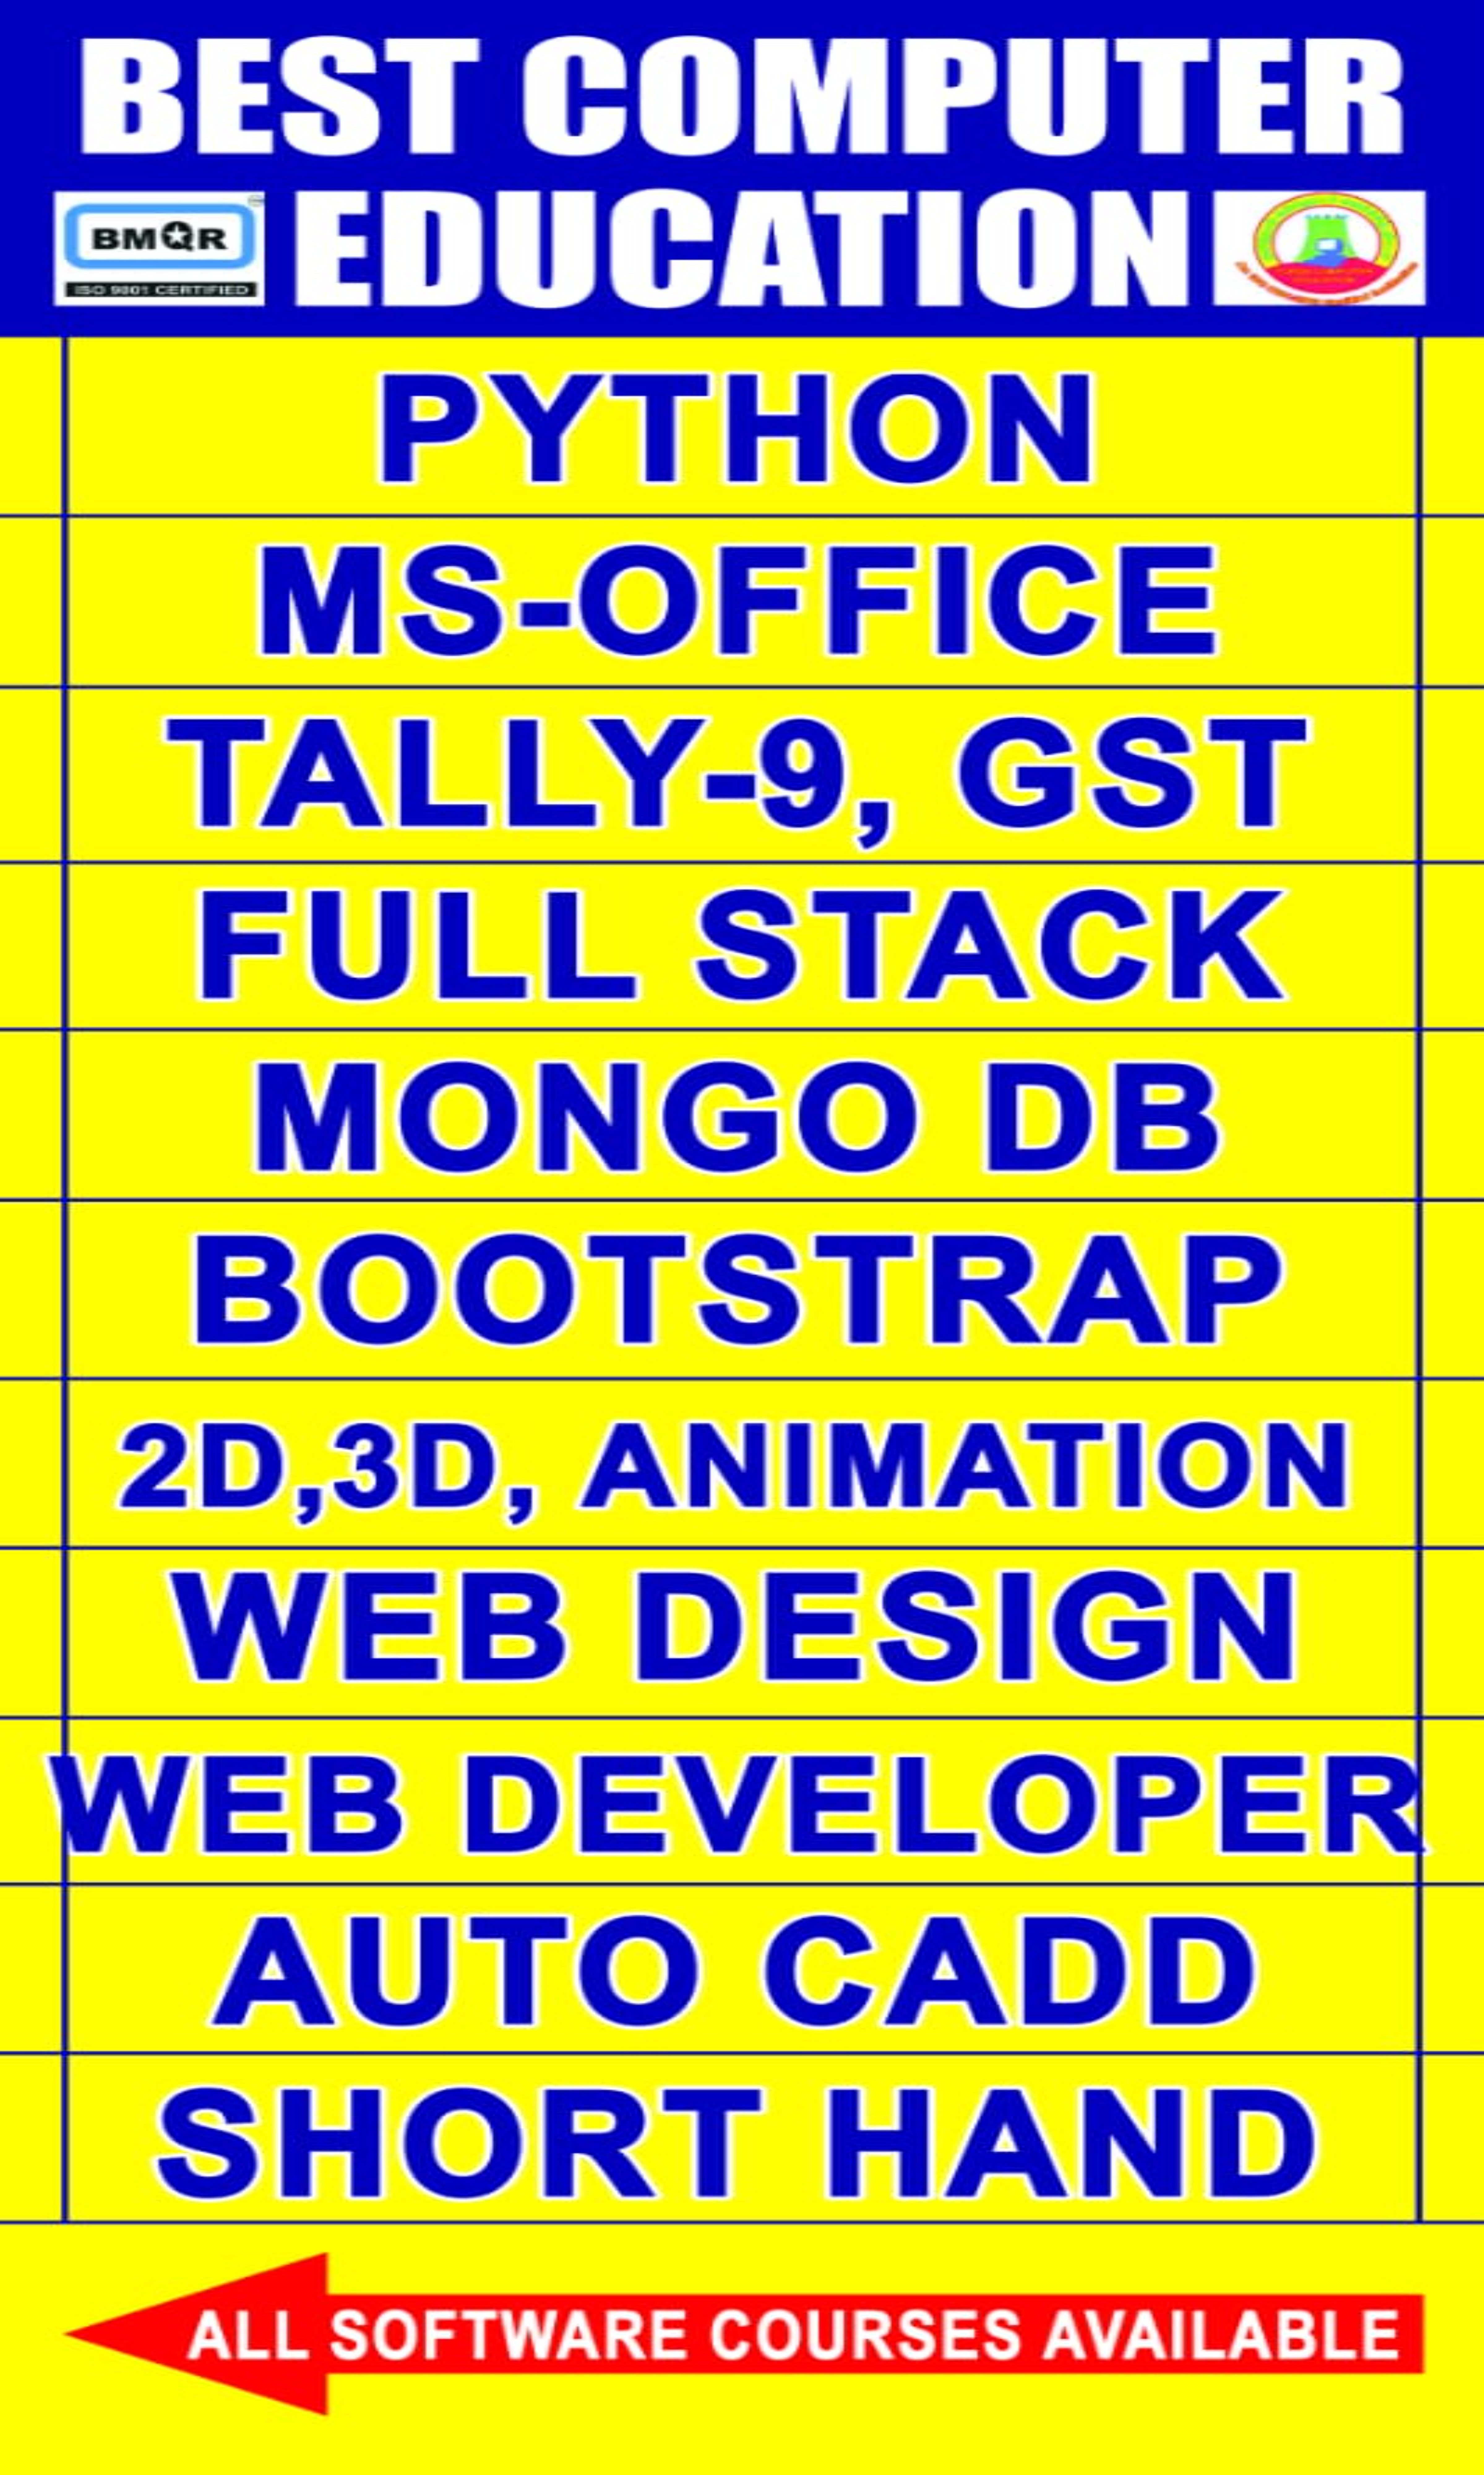 BEST COMPUTER
EDUCATION
BMQR
ISO 9001 CERTIFIED
PYTHON
MS-OFFICE
TALLY-9, GST
FULL STACK
MONGO DB
BOOTSTRAP
2D,3D, ANIMATION
WEB DESIGN
WEB DEVELOPER
AUTO CADD
SHORT HAND
ALL SOFTWARE COURSES AVAILABLE